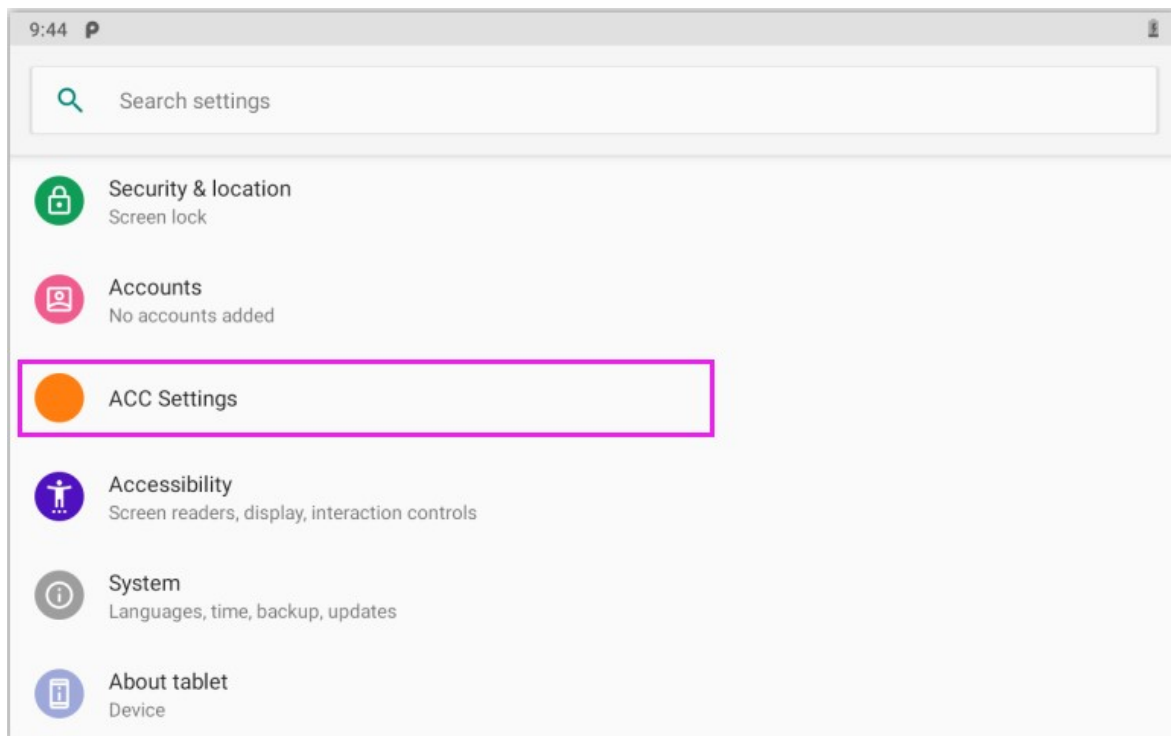 9:44
Search settings
Security & location
Screen lock
Accounts
No accounts added
ACC Settings
Accessibility
Screen readers, display, interaction controls
System
Languages, time, backup, updates
About tablet
Device